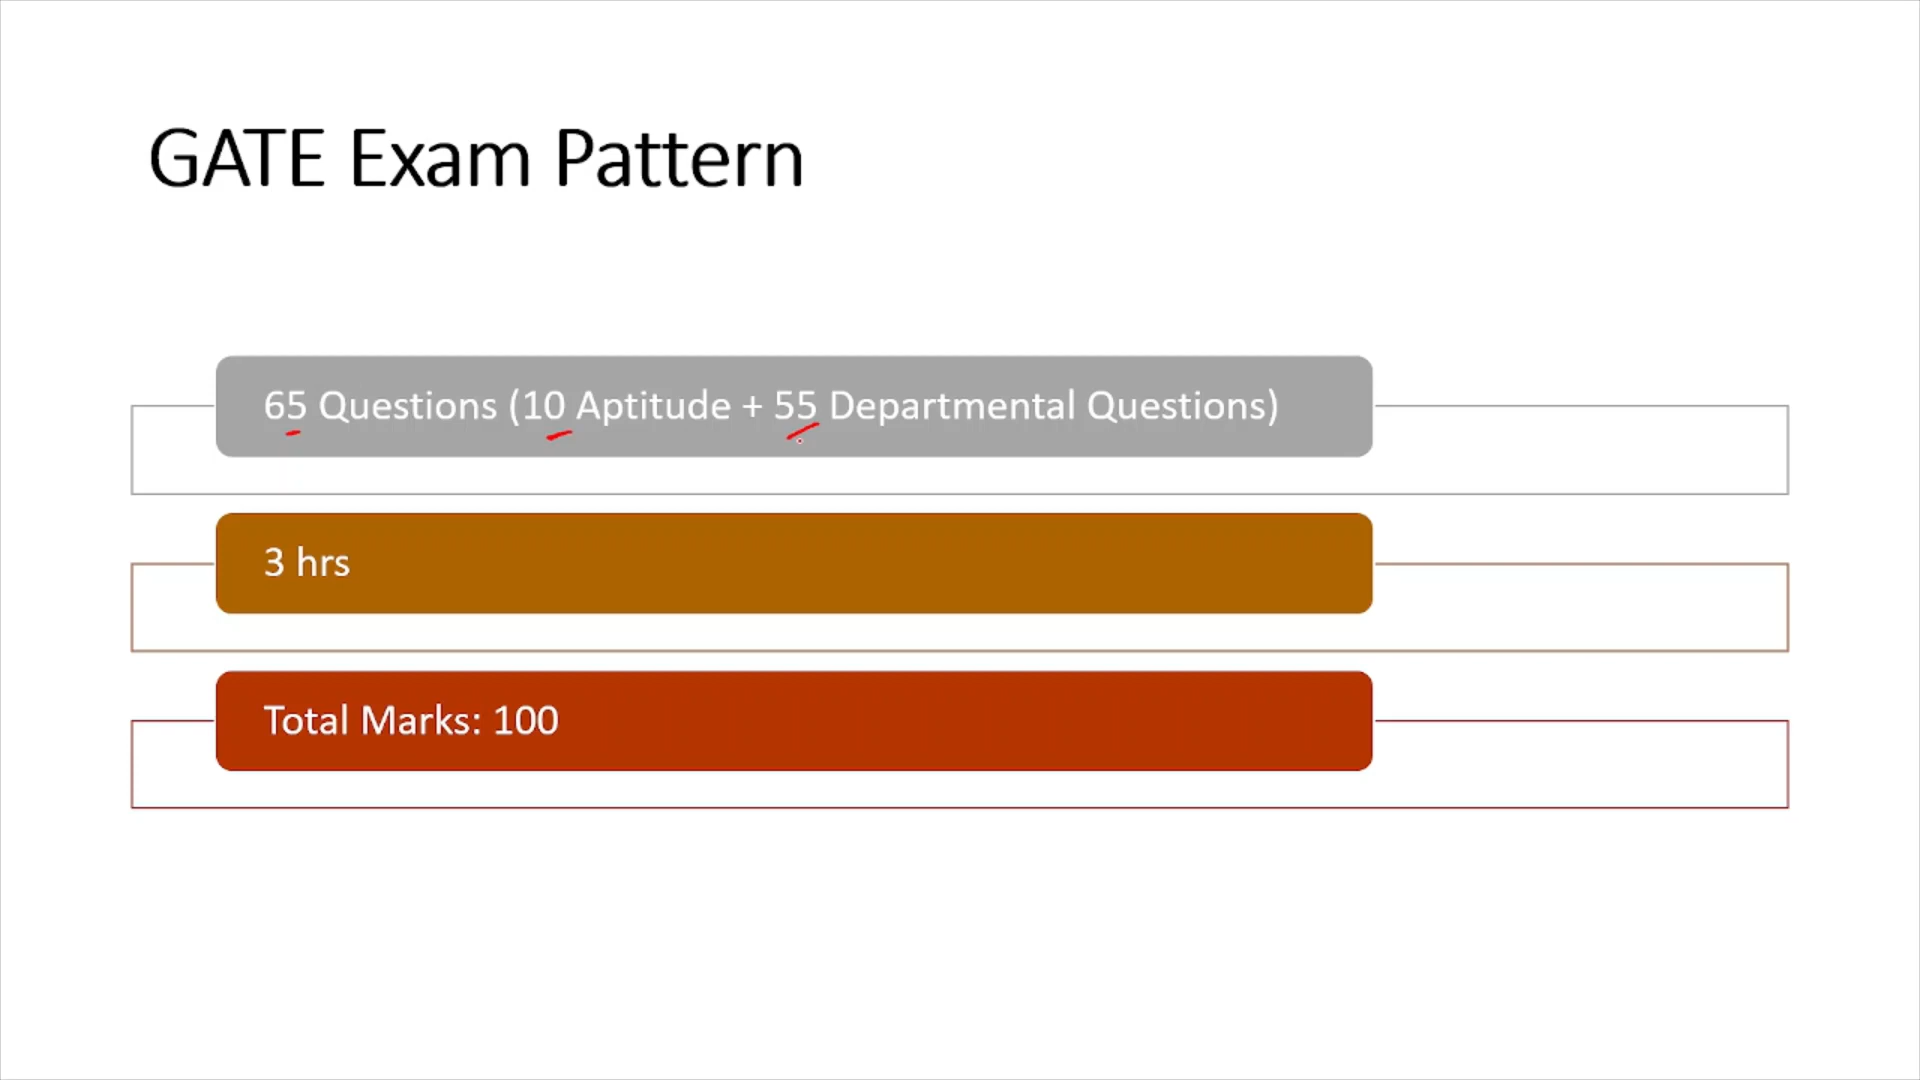 GATE Exam Pattern
65 Questions (10 Aptitude + 55 Departmental Questions)
3 hrs
Total Marks: 100